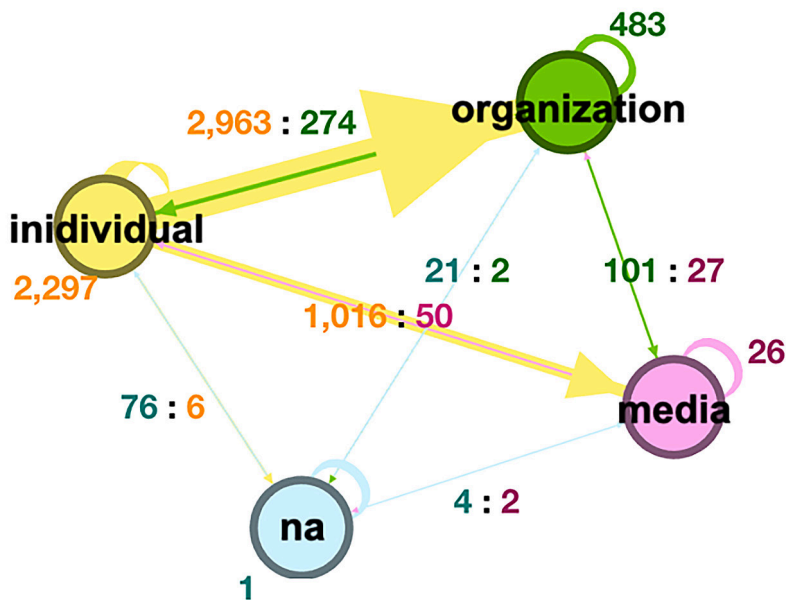 483
organization
2,963 : 274
inidividual
2,297
21 : 2
101 : 27
1,016 : 50
26
media
76 : 6
4 : 2
na
1